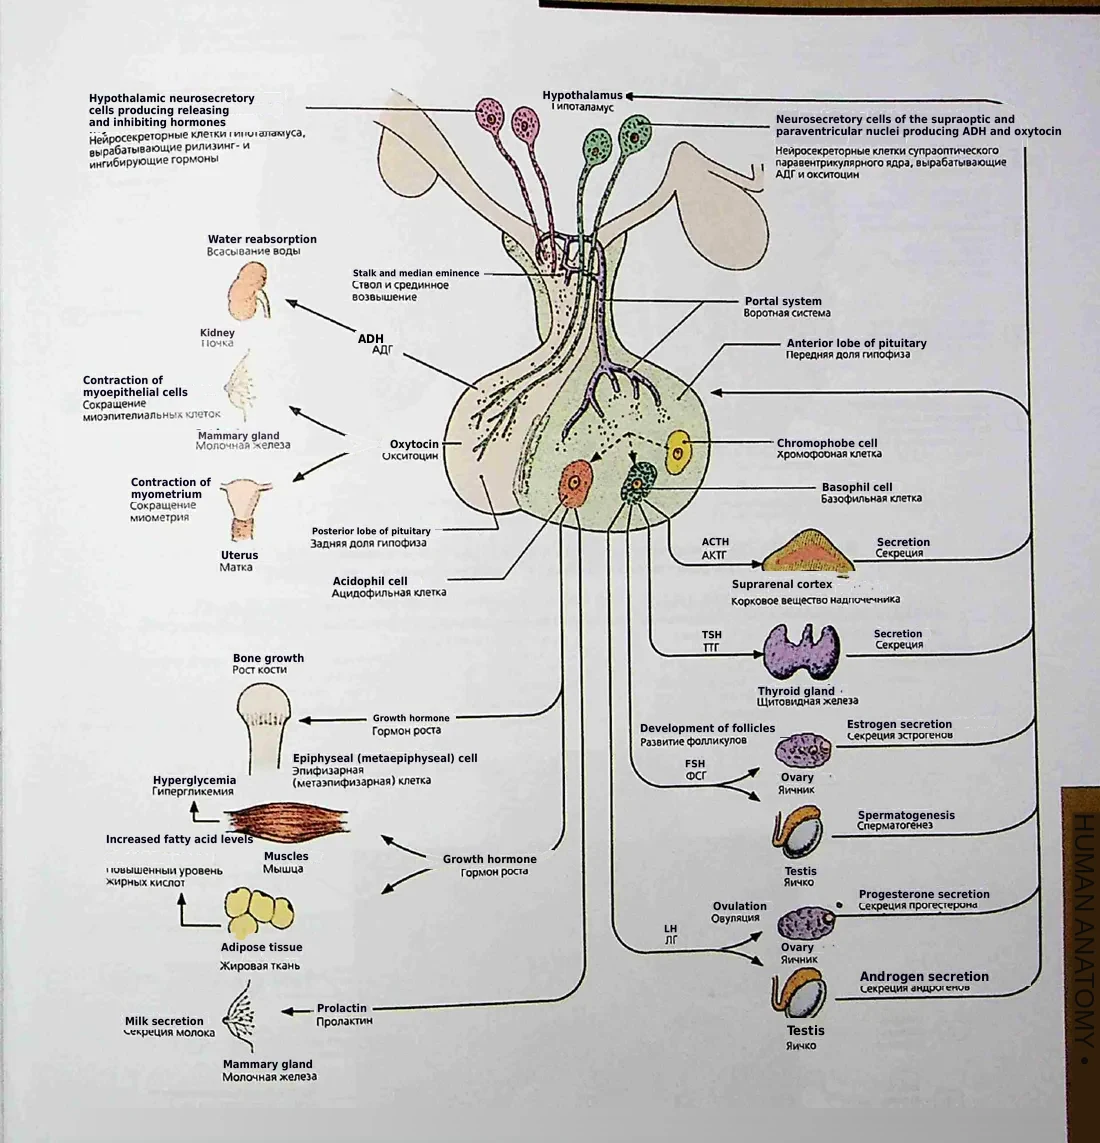 Hypothalamic neurosecretory
cells producing releasing
and inhibiting hormones
Нейросекреторные клетки гипоталамуса,
вырабатывающие рилизинг- и
ингибирующие гормоны
Hypothalamus
Гипоталамус
Neurosecretory cells of the supraoptic and
paraventricular nuclei producing ADH and oxytocin
Нейросекреторные клетки супраоптического
паравентрикулярного ядра, вырабатывающие
АДГ и окситоцин
Water reabsorption
Всасывание воды
Kidney
Почка
Stalk and median eminence
Ствол и срединное
возвышение
ADH
АДГ
Portal system
Воротная система
Anterior lobe of pituitary
Передняя доля гипофиза
Contraction of
myoepithelial cells
Сокращение
миоэпителиальных клеток
Mammary gland
Молочная железа
Oxytocin
Окситоцин
Chromophobe cell
Хромофобная клетка
Basophil cell
Базофильная клетка
Contraction of
myometrium
Сокращение
миометрия
Uterus
Матка
Posterior lobe of pituitary
Задняя доля гипофиза
Acidophil cell
Ацидофильная клетка
ACTH
АКТГ
Secretion
Секреция
Suprarenal cortex
Корковое вещество надпочечника
TSH
ТТГ
Secretion
Секреция
Thyroid gland
Щитовидная железа
Bone growth
Рост кости
Growth hormone
Гормон роста
Epiphyseal (metaepiphyseal) cell
Эпифизарная
(метаэпифизарная) клетка
Development of follicles
Развитие фолликулов
Estrogen secretion
Секреция эстрогенов
FSH
ФСГ
Ovary
Яичник
Hyperglycemia
Гипергликемия
Increased fatty acid levels
Muscles
Мышца
Повышенный уровень
жирных кислот
Growth hormone
Гормон роста
Spermatogenesis
Сперматогенез
Testis
Яичко
Adipose tissue
Жировая ткань
Ovulation
Овуляция
Progesterone secretion
Секреция прогестерона
LH
ЛГ
Ovary
Яичник
Androgen secretion
Секреция андрогенов
Testis
Яичко
Prolactin
Пролактин
Milk secretion
Секреция молока
Mammary gland
Молочная железа
HUMAN ANATOMY •